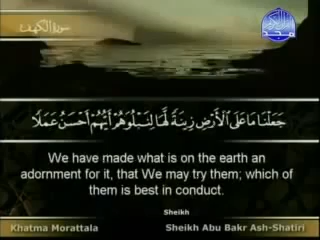 سورة الكهف
المجد
جَعَلْنَا مَا عَلَى الْأَرْضِ زِينَةً لَّهَا لِنَبْلُوَهُمْ أَيُّهُمْ أَحْسَنُ عَمَلًا
We have made what is on the earth an
adornment for it, that We may try them; which of
them is best in conduct.
Sheikh
Khatma Morattala
Sheikh Abu Bakr Ash-Shatiri